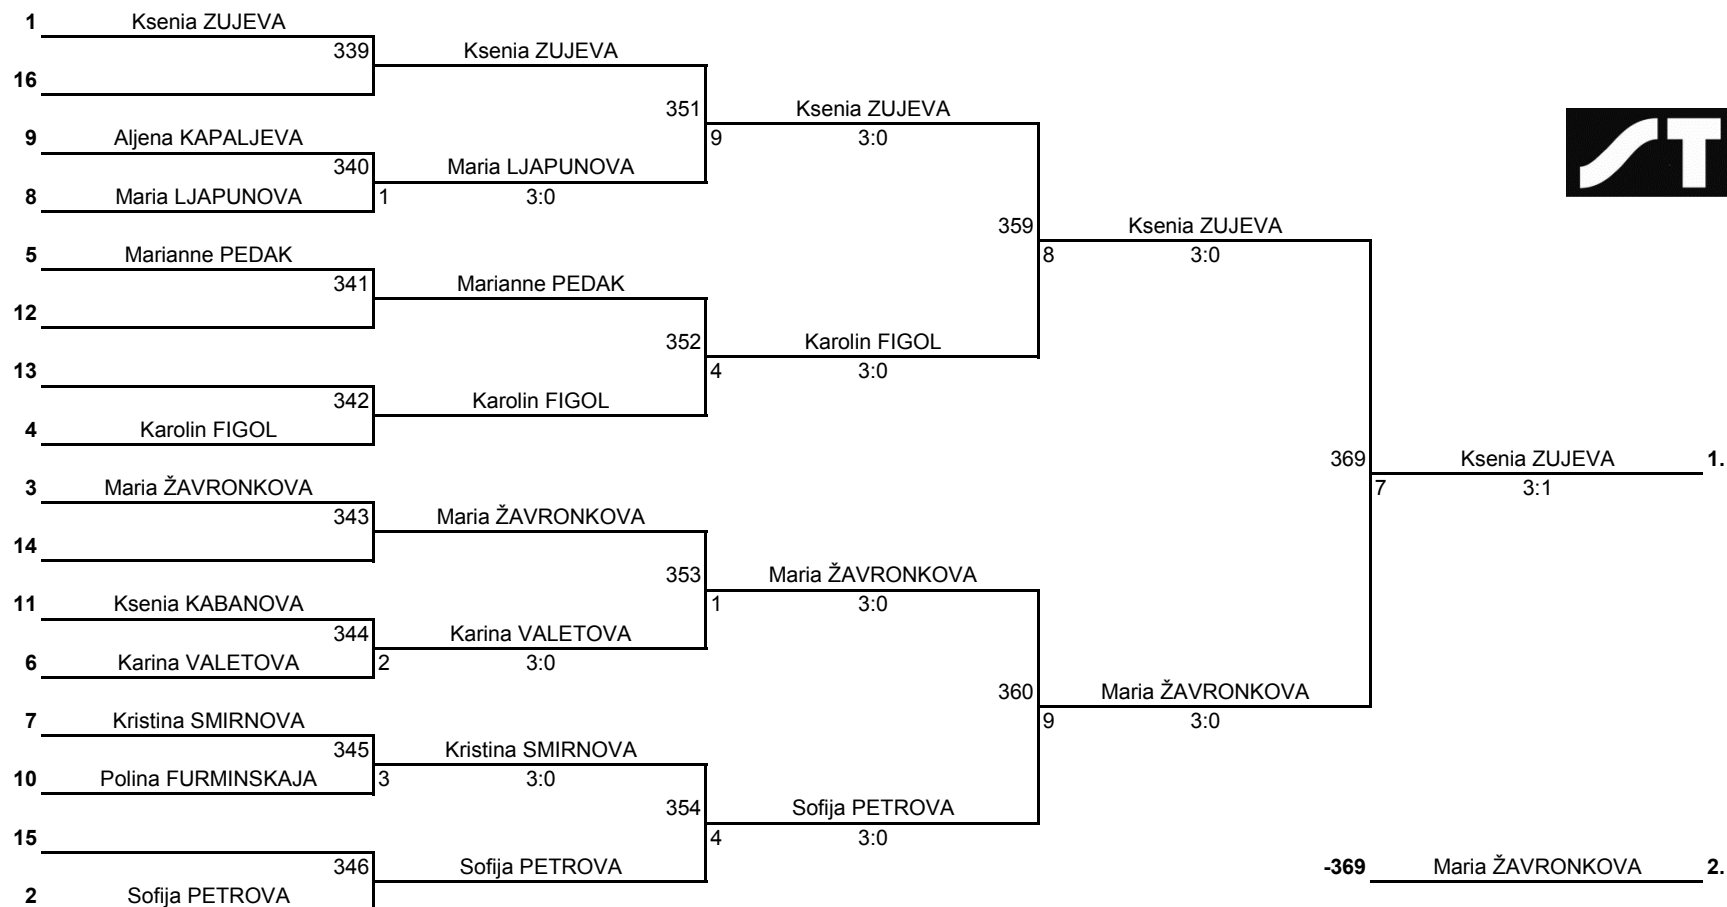 1 Ksenia ZUJEVA
339 Ksenia ZUJEVA
16
351 Ksenia ZUJEVA
9 Aljena KAPALJEVA 9 3:0
340 Maria LJAPUNOVA
8 Maria LJAPUNOVA 1 3:0
359 Ksenia ZUJEVA
5 Marianne PEDAK 8 3:0
341 Marianne PEDAK
12
352 Karolin FIGOL
13 4 3:0
342 Karolin FIGOL
4 Karolin FIGOL
369 Ksenia ZUJEVA 1.
3 Maria ŽAVRONKOVA 7 3:1
343 Maria ŽAVRONKOVA
14
353 Maria ŽAVRONKOVA
11 Ksenia KABANOVA 1 3:0
344 Karina VALETOVA
6 Karina VALETOVA 2 3:0
360 Maria ŽAVRONKOVA
7 Kristina SMIRNOVA 9 3:0
345 Kristina SMIRNOVA
10 Polina FURMINSKAJA 3 3:0
354 Sofija PETROVA
15 4 3:0
346 Sofija PETROVA -369 Maria ŽAVRONKOVA 2.
2 Sofija PETROVA
ST